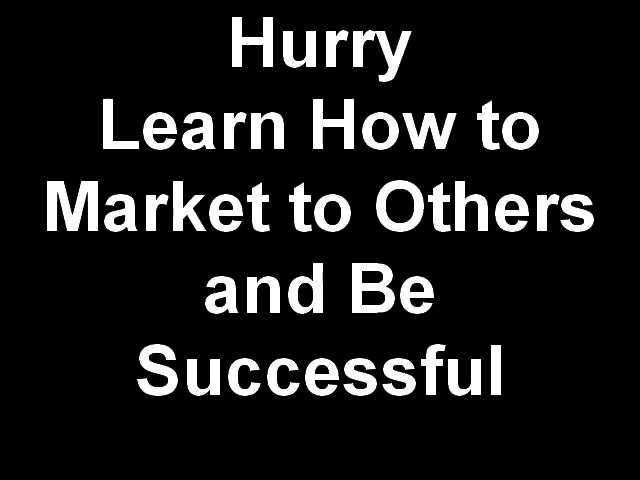 Hurry
Learn How to
Market to Others
and Be
Successful